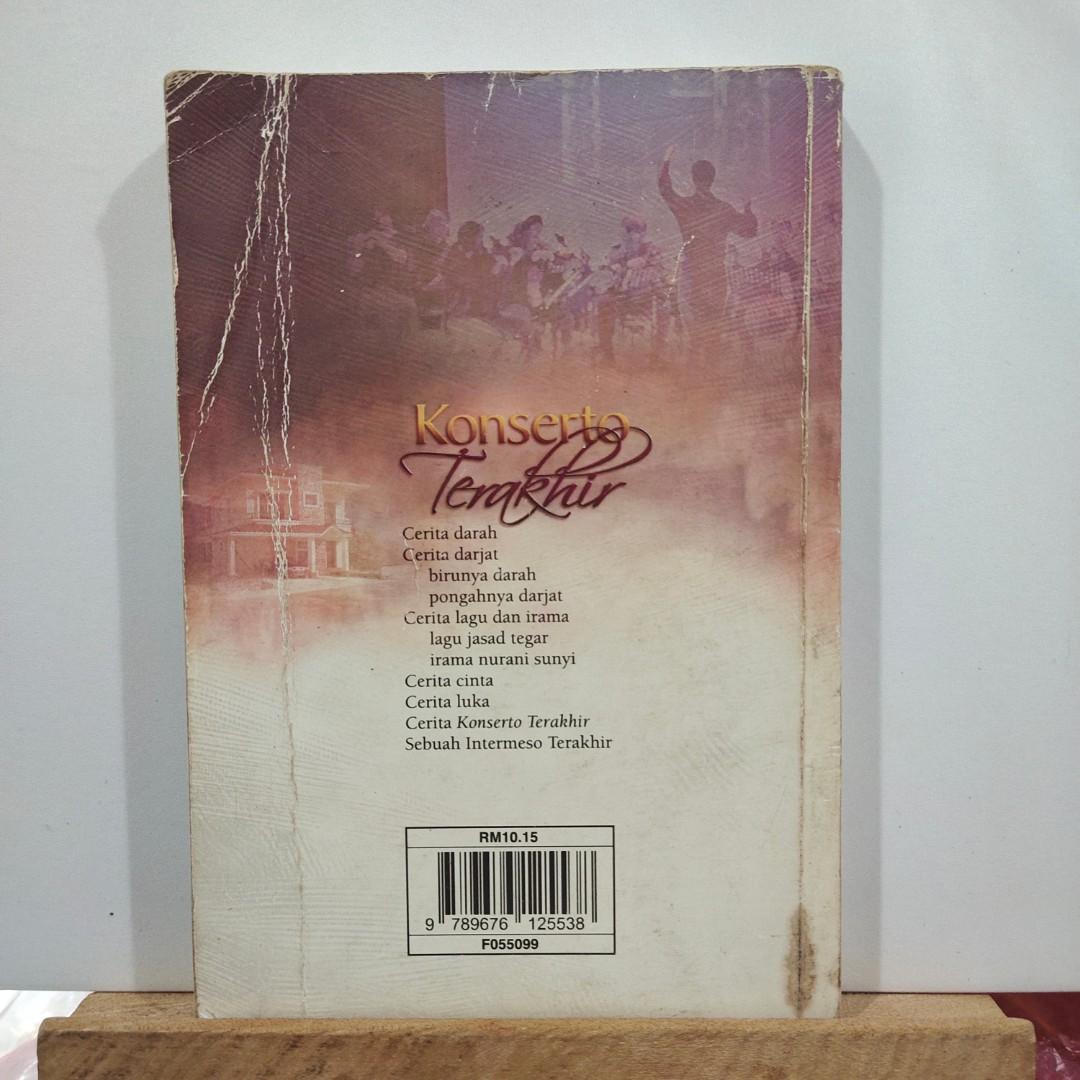 Konserto
Terakhir
Cerita darah
Cerita darjat
birunya darah
pongahnya darjat
Cerita lagu dan irama
lagu jasad tegar
irama nurani sunyi
Cerita cinta
Cerita luka
Cerita Konserto Terakhir
Sebuah Intermeso Terakhir
RM10.15
9 789676 125538
F055099